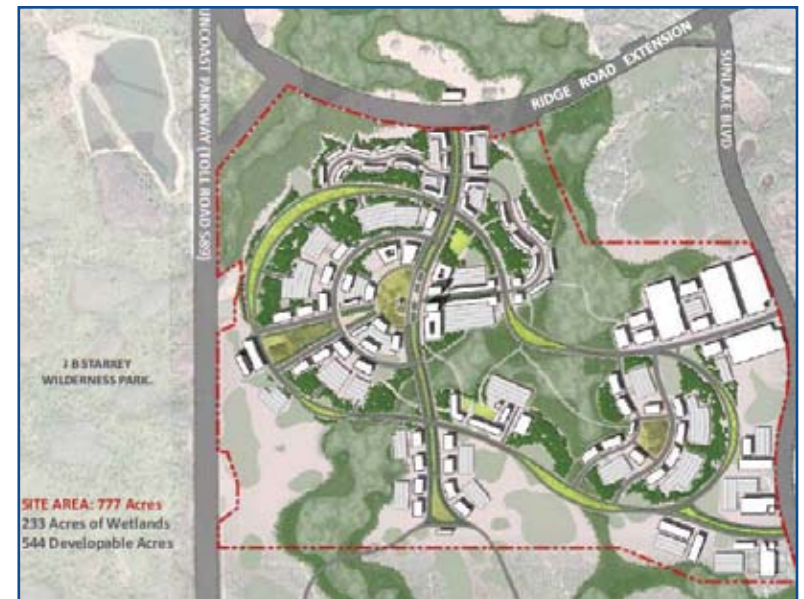 RIDGE ROAD EXTENSION
SUNLAKE BLVD
UNCOAST PARKWAY (TOLL ROAD 589)
J B STARKEY
WILDERNESS PARK.
SITE AREA: 777 Acres
233 Acres of Wetlands
544 Developable Acres